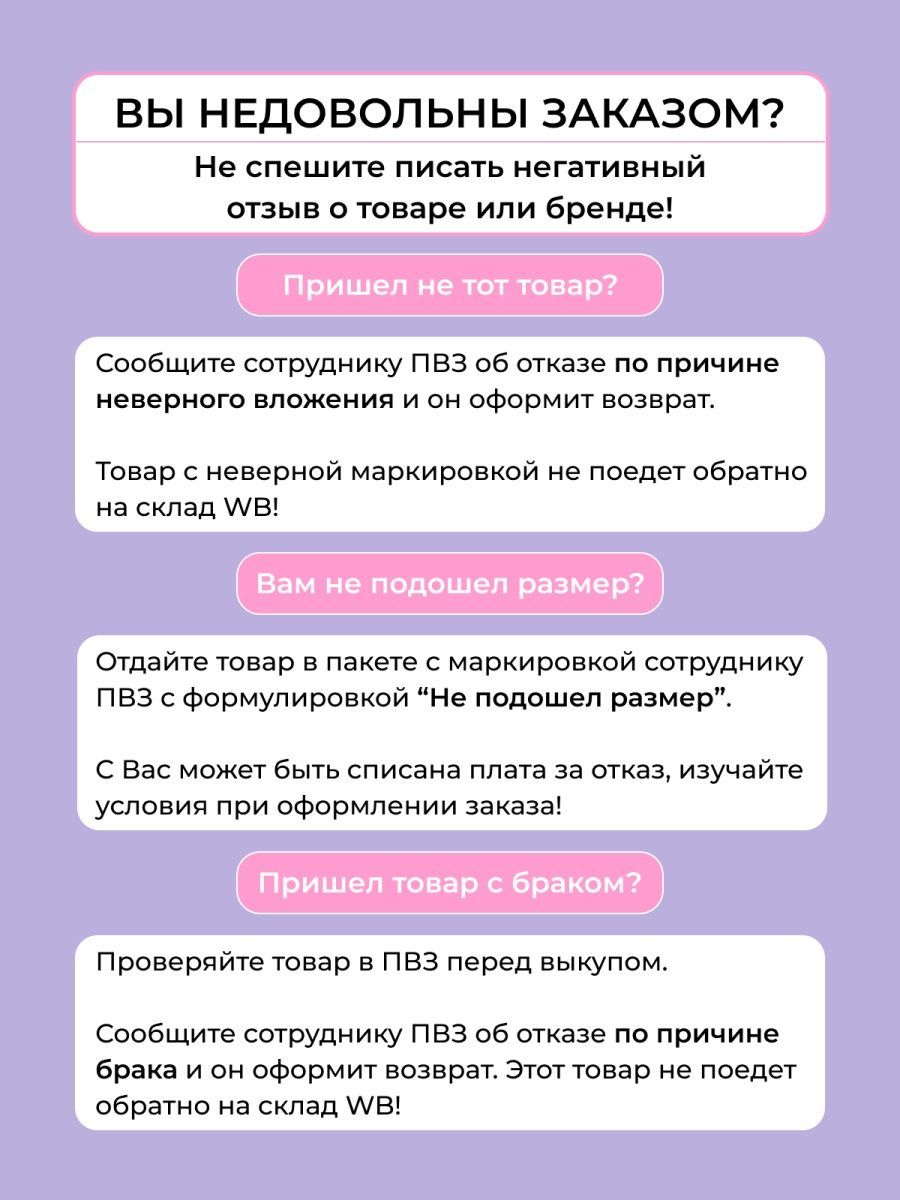 ВЫ НЕДОВОЛЬНЫ ЗАКАЗОМ?
Не спешите писать негативный
отзыв о товаре или бренде!
Пришел не тот товар?
Сообщите сотруднику ПВЗ об отказе по причине
неверного вложения и он оформит возврат.
Товар с неверной маркировкой не поедет обратно
на склад WB!
Вам не подошел размер?
Отдайте товар в пакете с маркировкой сотруднику
ПВЗ с формулировкой “Не подошел размер”.
С Вас может быть списана плата за отказ, изучайте
условия при оформлении заказа!
Пришел товар с браком?
Проверяйте товар в ПВЗ перед выкупом.
Сообщите сотруднику ПВЗ об отказе по причине
брака и он оформит возврат. Этот товар не поедет
обратно на склад WB!